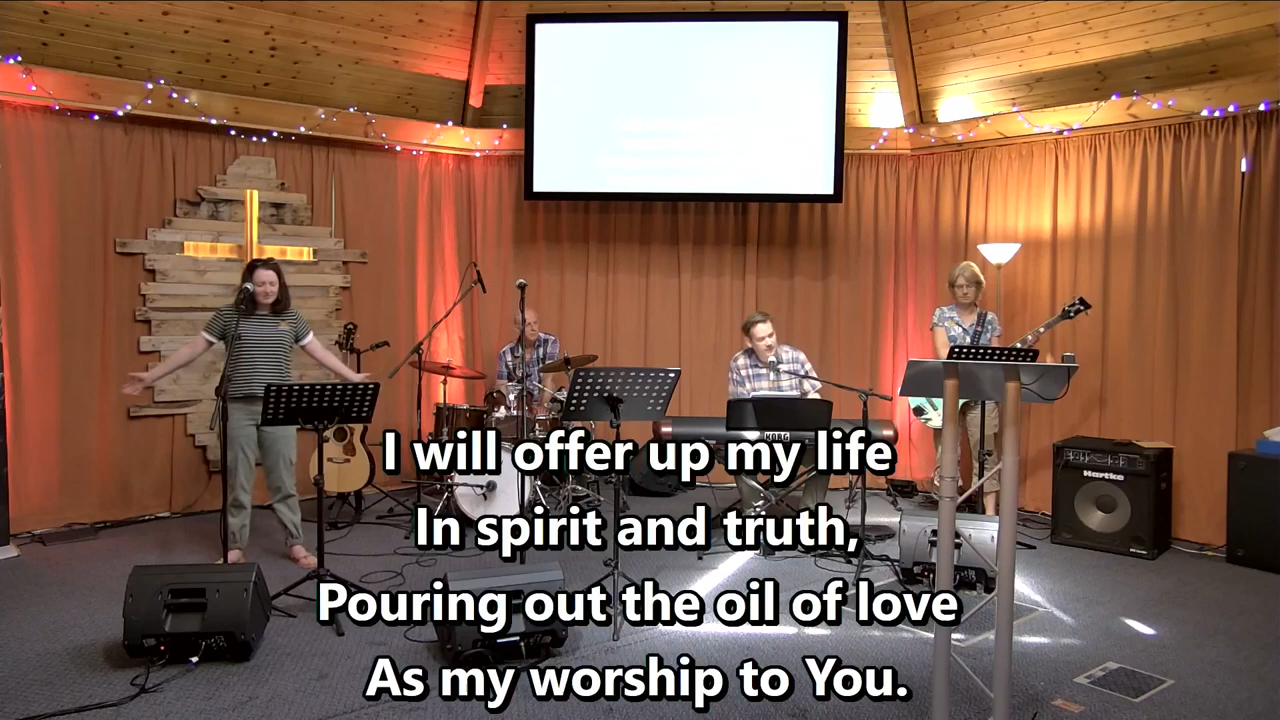 KORG
Hartke
I will offer up my life
In spirit and truth,
Pouring out the oil of love
As my worship to You.